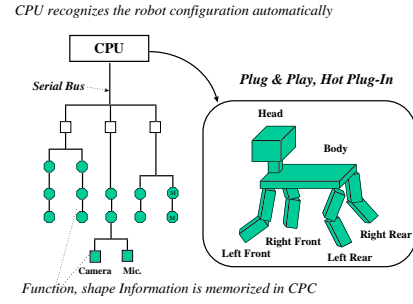 CPU recognizes the robot configuration automatically
CPU
Serial Bus
Plug & Play, Hot Plug-In
Head
Body
M
M
Right Rear
Right Front
Left Front
Left Rear
Camera
Mic.
Function, shape Information is memorized in CPC